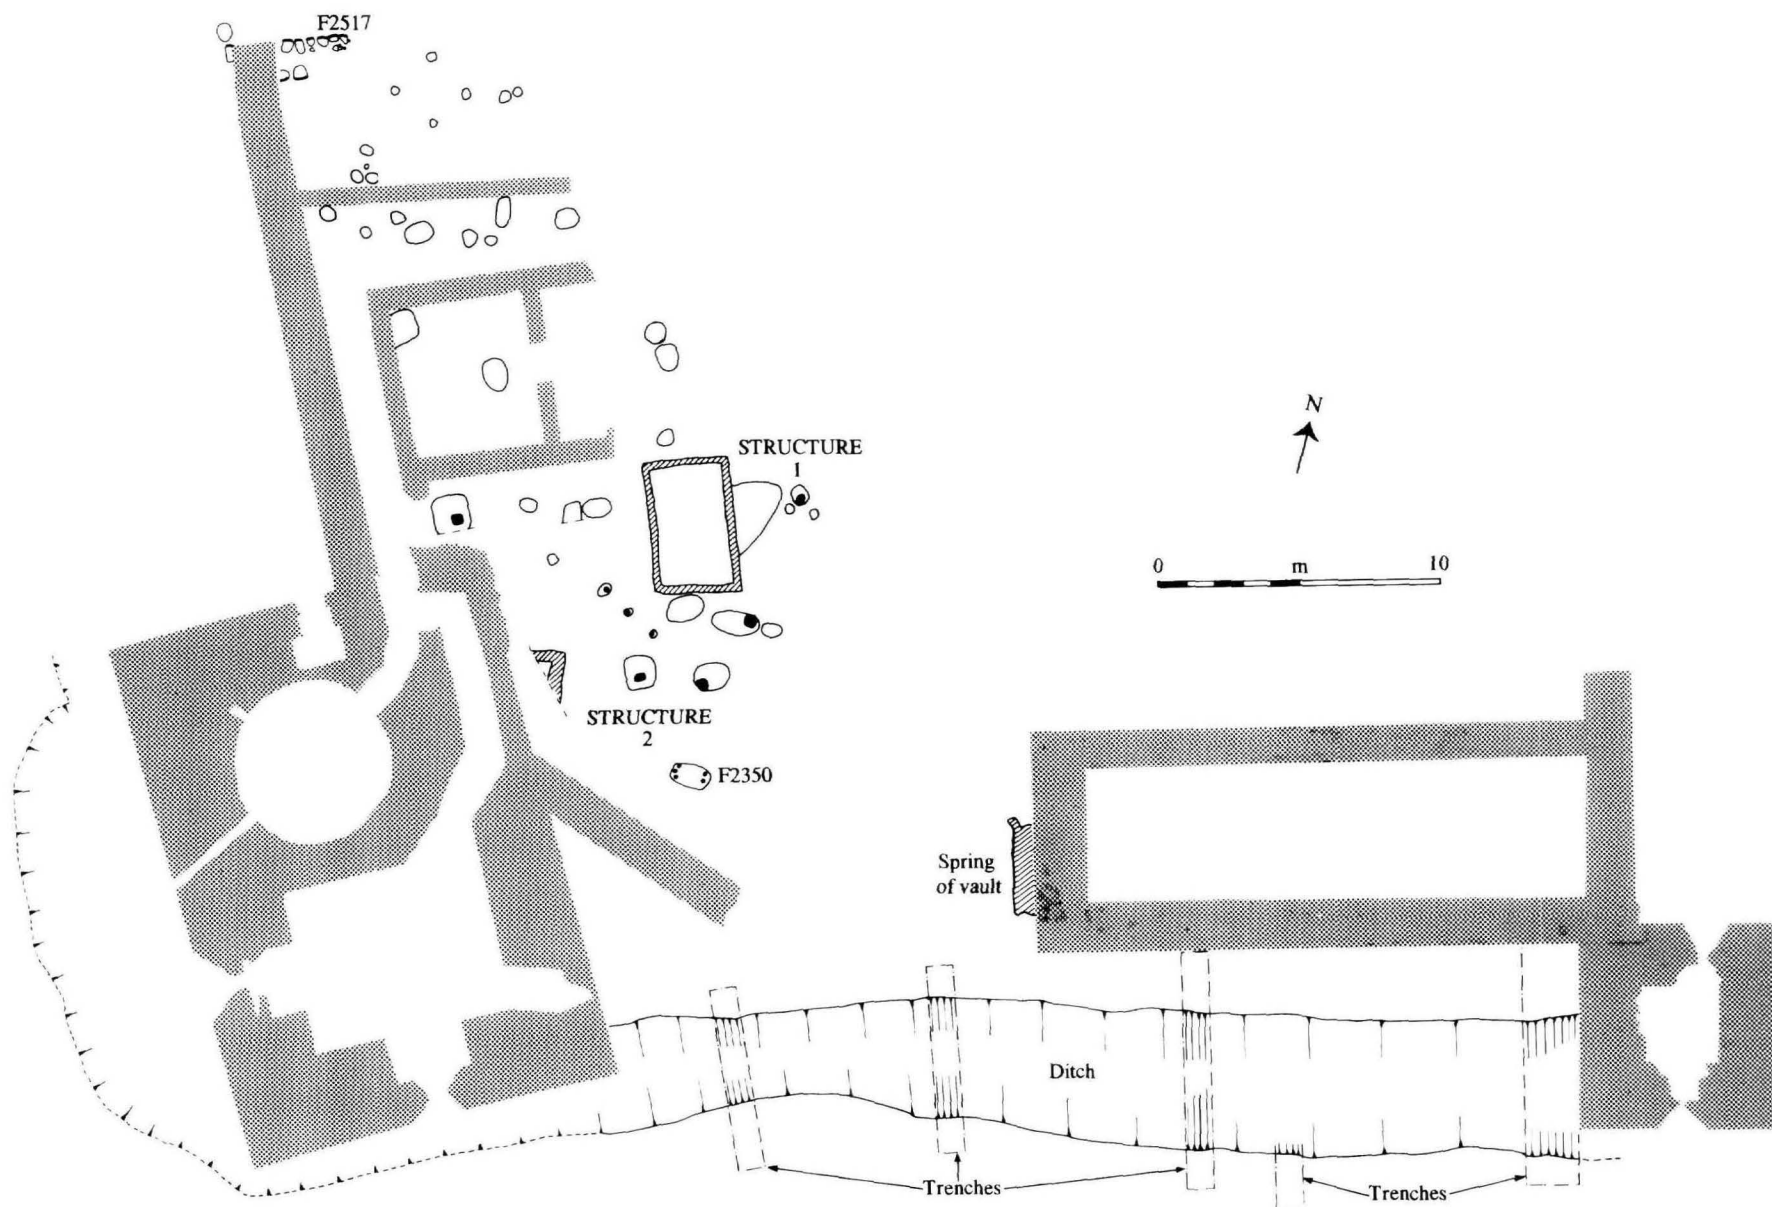 F2517
N
STRUCTURE
1
0 m 10
STRUCTURE
2
F2350
Spring
of vault
Ditch
Trenches
Trenches